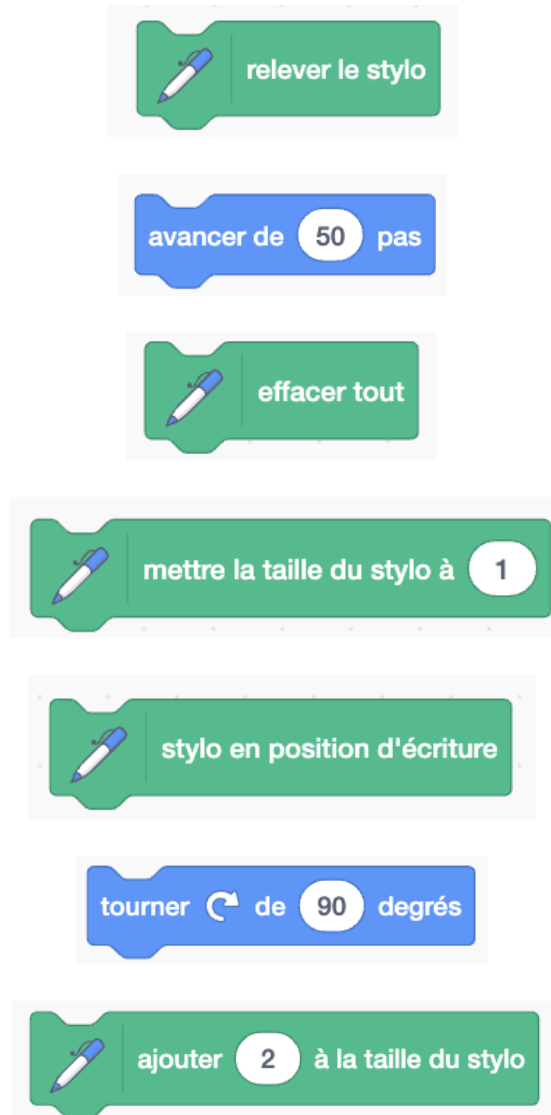 relever le stylo
avancer de 50 pas
effacer tout
mettre la taille du stylo à 1
stylo en position d'écriture
tourner de 90 degrés
ajouter 2 à la taille du stylo